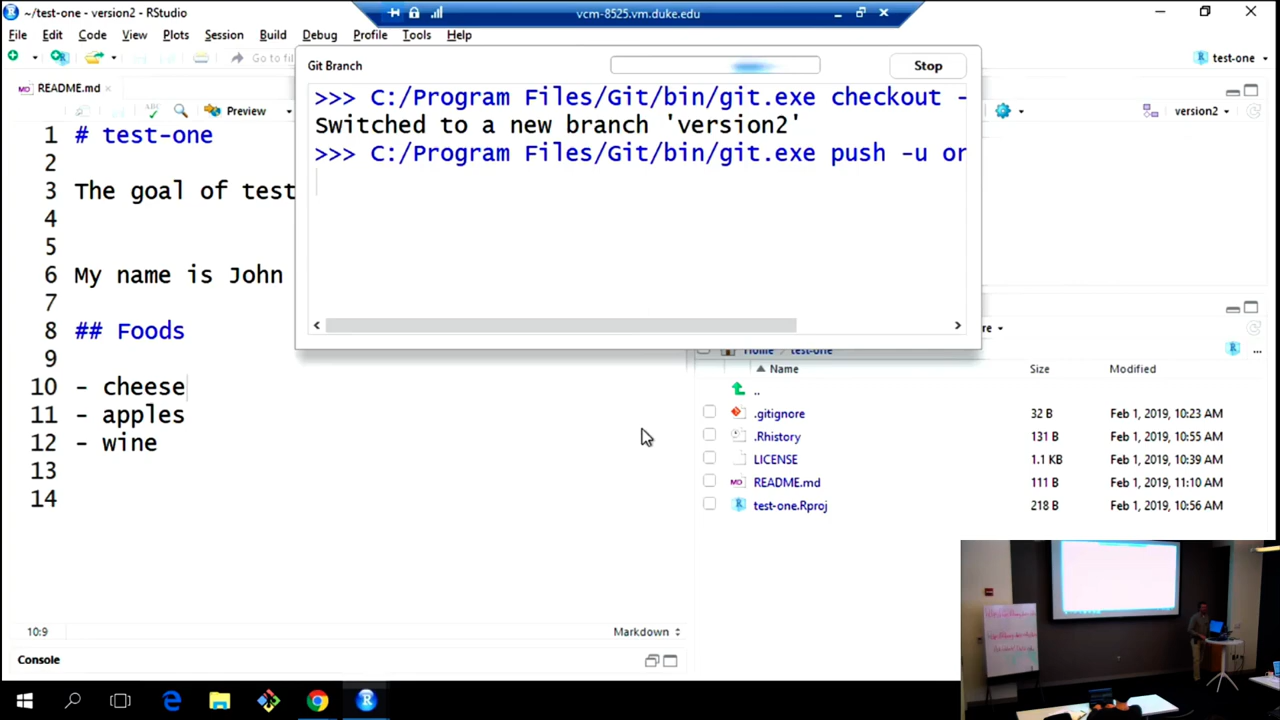 ~/test-one - version2 - RStudio
vcm-8525.vm.duke.edu
File Edit Code View Plots Session Build Debug Profile Tools Help
Go to fil
test-one
README.md
Git Branch
Stop
ABC
Preview
version2
>>> C:/Program Files/Git/bin/git.exe checkout -
Switched to a new branch 'version2'
>>> C:/Program Files/Git/bin/git.exe push -u or
1 # test-one
2
3 The goal of test
4
5
6 My name is John
7
8 ## Foods
9
10 - cheese
11 - apples
12 - wine
13
14
10:9
Markdown
Console
re
Home test-one
Name Size Modified
..
.gitignore 32 B Feb 1, 2019, 10:23 AM
.Rhistory 131 B Feb 1, 2019, 10:55 AM
LICENSE 1.1 KB Feb 1, 2019, 10:39 AM
README.md 111 B Feb 1, 2019, 11:10 AM
test-one.Rproj 218 B Feb 1, 2019, 10:56 AM